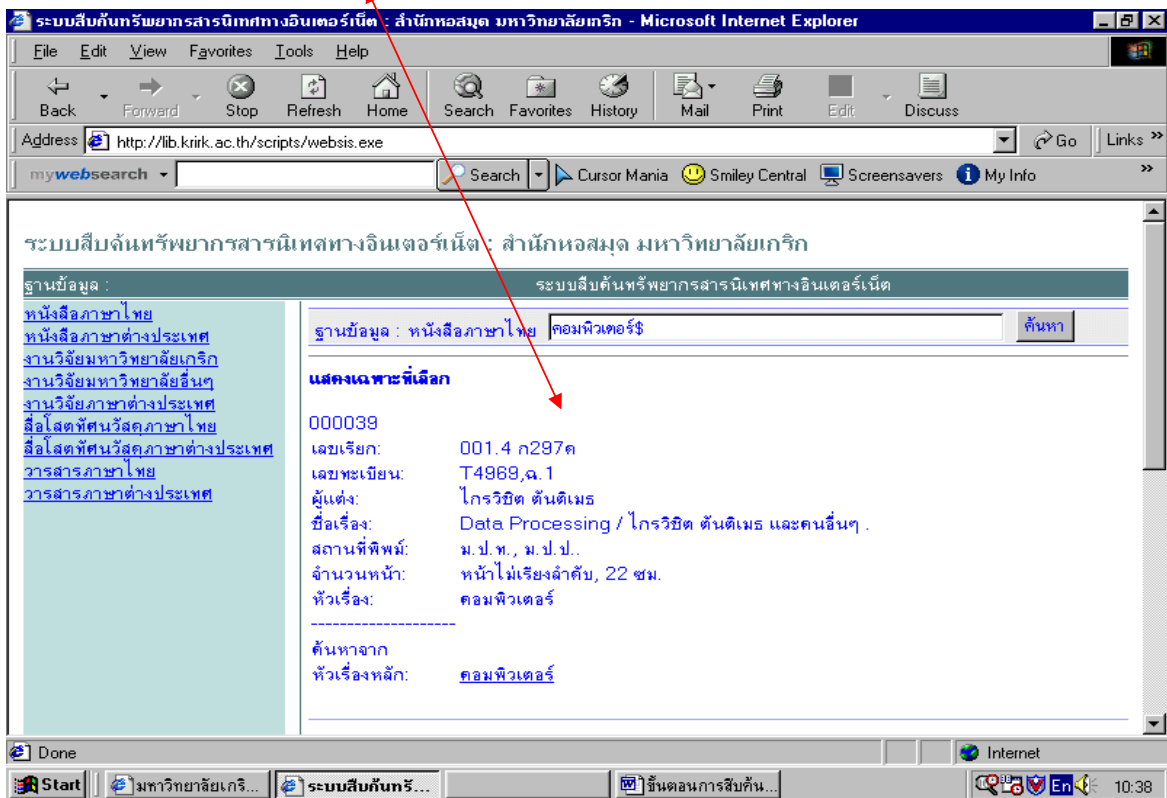 ระบบสืบค้นทรัพยากรสารนิเทศทางอินเตอร์เน็ต : สำนักหอสมุด มหาวิทยาลัยเกริก - Microsoft Internet Explorer
File Edit View Favorites Tools Help
Back Forward Stop Refresh Home Search Favorites History Mail Print Edit Discuss
Address http://lib.krirk.ac.th/scripts/websis.exe Go Links »
mywebsearch Search Cursor Mania Smiley Central Screensavers My Info »
ระบบสืบค้นทรัพยากรสารนิเทศทางอินเตอร์เน็ต : สำนักหอสมุด มหาวิทยาลัยเกริก
ฐานข้อมูล : ระบบสืบค้นทรัพยากรสารนิเทศทางอินเตอร์เน็ต
หนังสือภาษาไทย
หนังสือภาษาต่างประเทศ
งานวิจัยมหาวิทยาลัยเกริก
งานวิจัยมหาวิทยาลัยอื่นๆ
งานวิจัยภาษาต่างประเทศ
สื่อโสตทัศนวัสดุภาษาไทย
สื่อโสตทัศนวัสดุภาษาต่างประเทศ
วารสารภาษาไทย
วารสารภาษาต่างประเทศ
ฐานข้อมูล : หนังสือภาษาไทย คอมพิวเตอร์$ ค้นหา
แสดงเฉพาะที่เลือก
000039
เลขเรียก: 001.4 ก297ค
เลขทะเบียน: T4969,ฉ.1
ผู้แต่ง: ไกรวิชิต ตันติเมธ
ชื่อเรื่อง: Data Processing / ไกรวิชิต ตันติเมธ และคนอื่นๆ .
สถานที่พิมพ์: ม.ป.ท., ม.ป.ป..
จำนวนหน้า: หน้าไม่เรียงลำดับ, 22 ซม.
หัวเรื่อง: คอมพิวเตอร์
--------------------
ค้นหาจาก
หัวเรื่องหลัก: คอมพิวเตอร์
Done Internet
Start มหาวิทยาลัยเกริ... ระบบสืบค้นทรั... ขั้นตอนการสืบค้น... En 10:38